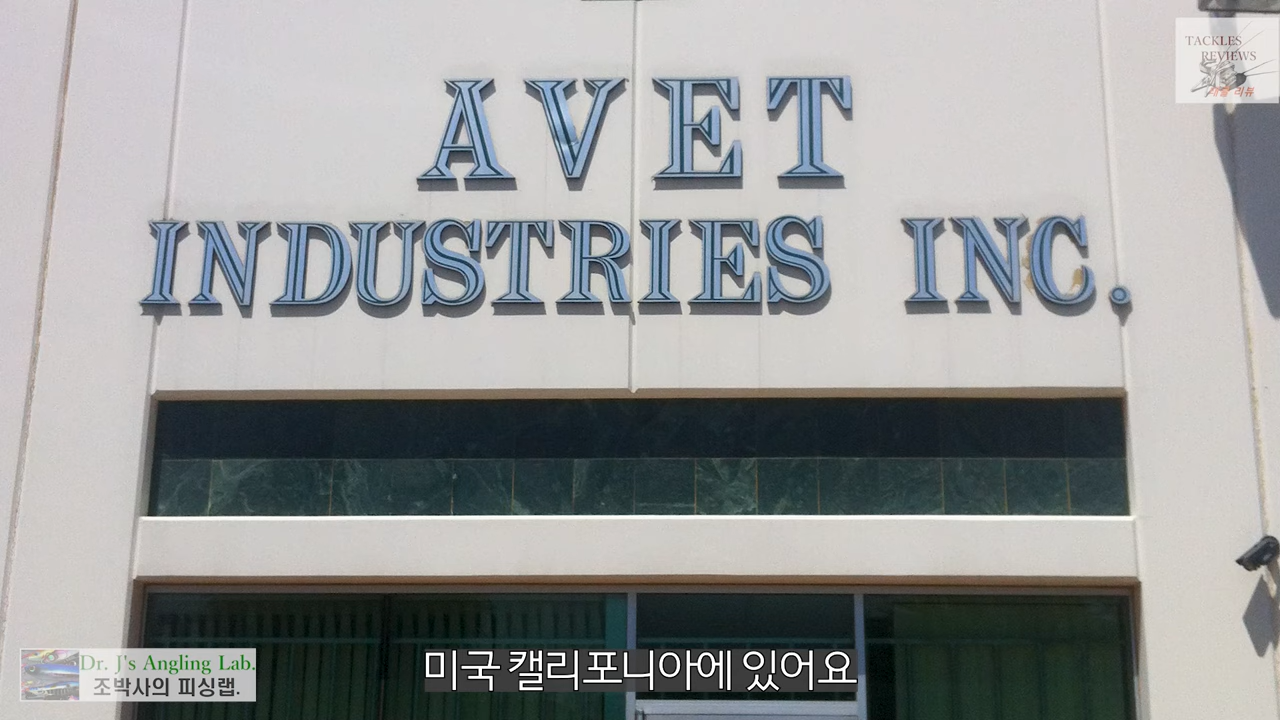 TACKLES
REVIEWS
AVET
INDUSTRIES INC.
Dr. J's Angling Lab.
조박사의 피싱랩.
미국 캘리포니아에 있어요